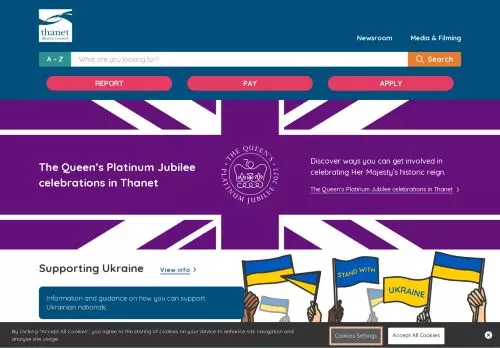 thanet
district council
Newsroom
Media & Filming
A - Z
What are you looking for?
Search
REPORT
PAY
APPLY
The Queen's Platinum Jubilee
celebrations in Thanet
THE QUEEN'S
PLATINUM JUBILEE 2022
70
Discover ways you can get involved in
celebrating Her Majesty's historic reign.
The Queen's Platinum Jubilee celebrations in Thanet
Supporting Ukraine
View info
Information and guidance on how you can support
Ukrainian nationals.
STAND WITH
UKRAINE
By clicking "Accept All Cookies", you agree to the storing of cookies on your device to enhance site navigation and
analyse site usage.
Cookies Settings
Accept All Cookies